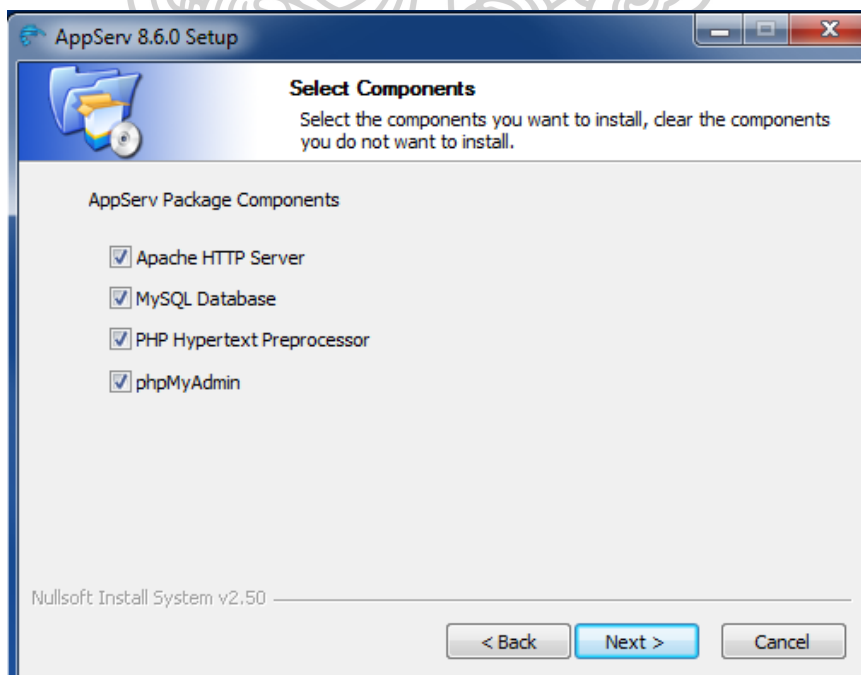 AppServ 8.6.0 Setup
Select Components
Select the components you want to install, clear the components
you do not want to install.
AppServ Package Components
Apache HTTP Server
MySQL Database
PHP Hypertext Preprocessor
phpMyAdmin
Nullsoft Install System v2.50
< Back Next > Cancel